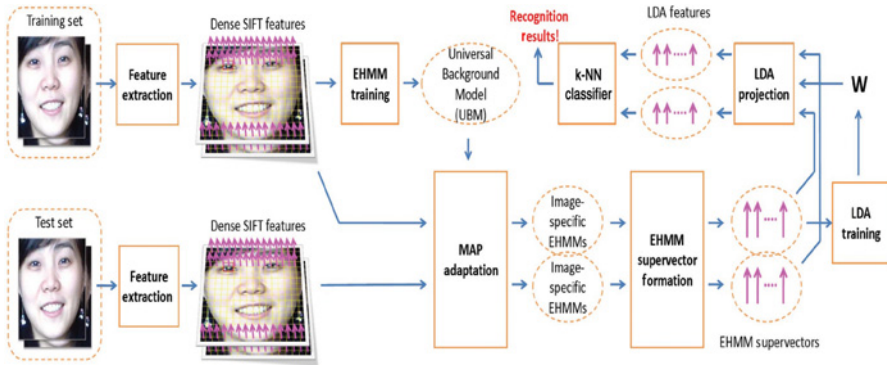 Training set
Feature
extraction
Dense SIFT features
EHMM
training
Universal
Background
Model
(UBM)
Recognition
results!
k-NN
classifier
LDA features
LDA
projection
W
Test set
Feature
extraction
Dense SIFT features
MAP
adaptation
Image-
specific
EHMMs
Image-
specific
EHMMs
EHMM
supervector
formation
EHMM supervectors
LDA
training